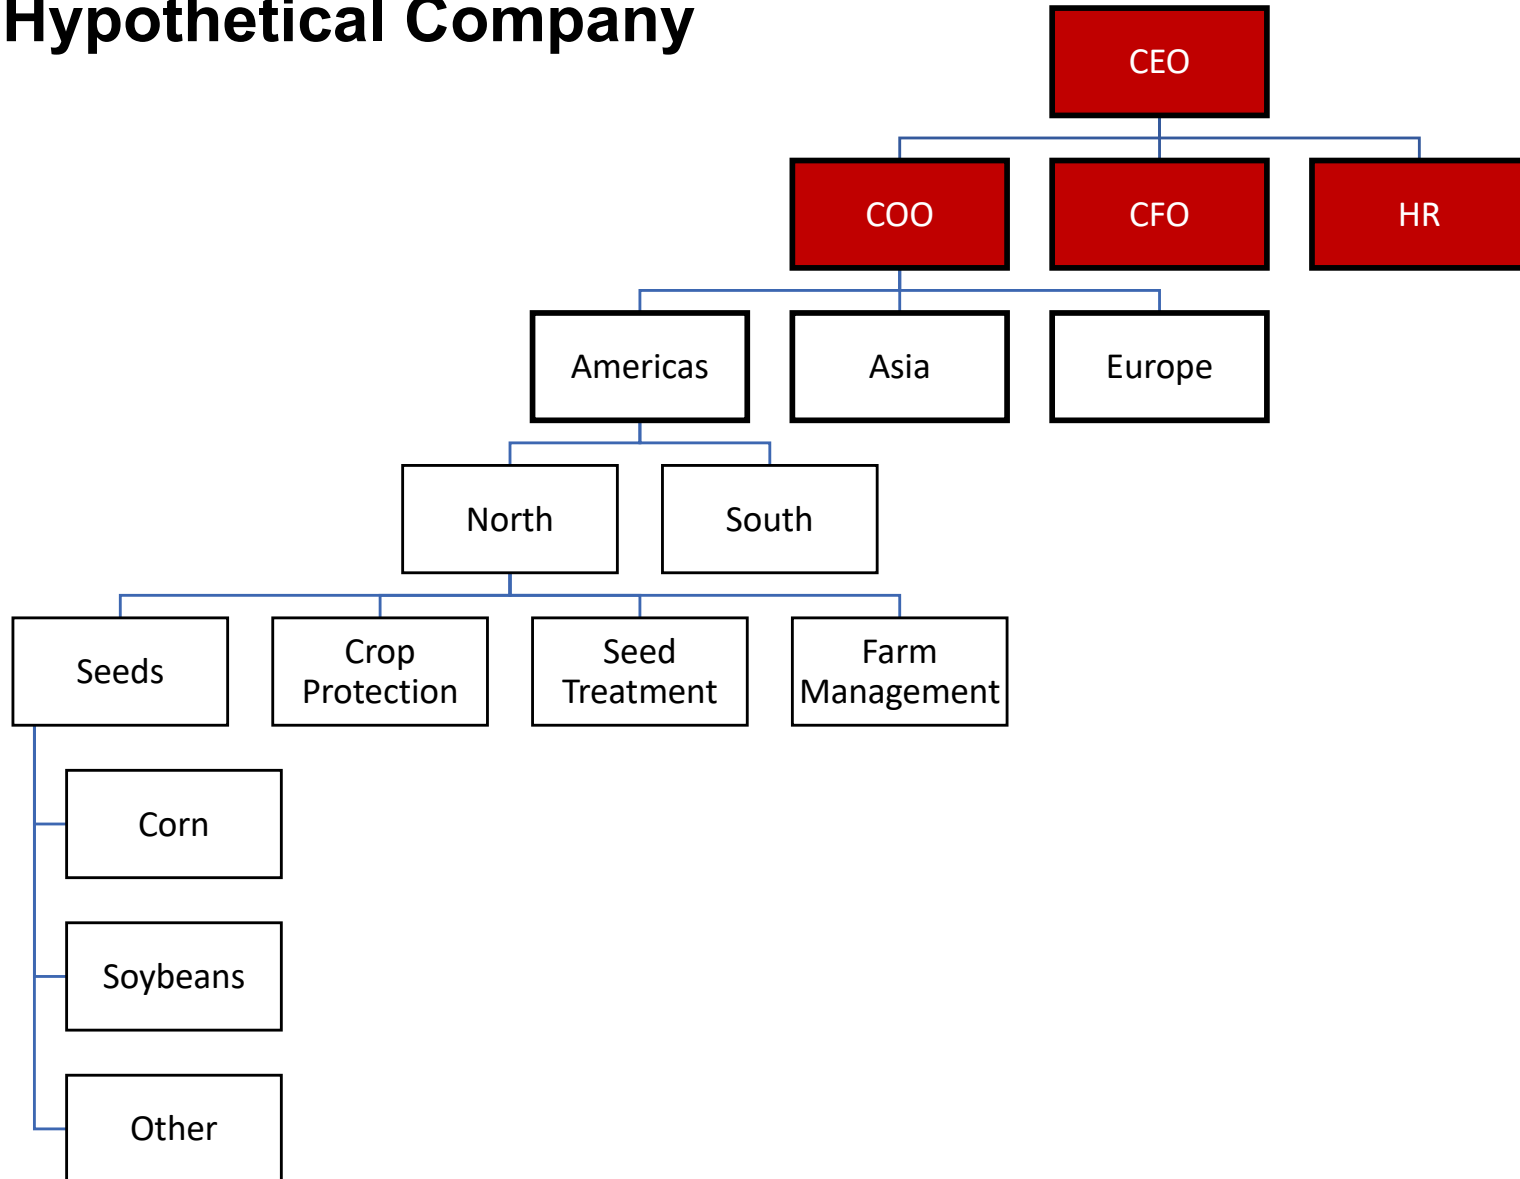 Hypothetical Company
CEO
COO
CFO
HR
Americas
Asia
Europe
North
South
Seeds
Crop
Protection
Seed
Treatment
Farm
Management
Corn
Soybeans
Other